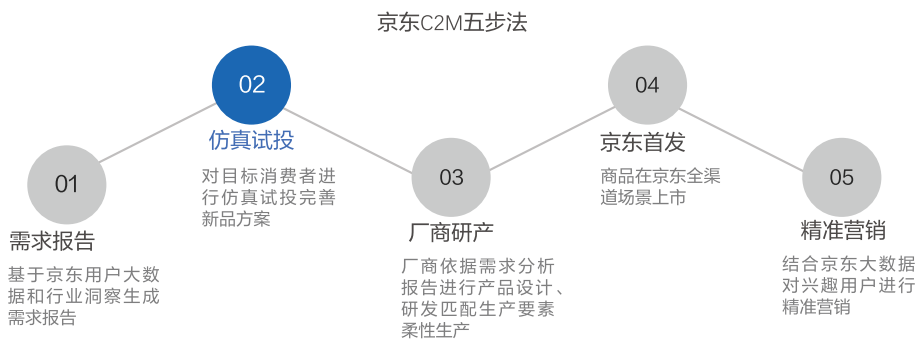 京东C2M五步法
01
需求报告
基于京东用户大数
据和行业洞察生成
需求报告
02
仿真试投
对目标消费者进
行仿真试投完善
新品方案
03
厂商研产
厂商依据需求分析
报告进行产品设计、
研发匹配生产要素
柔性生产
04
京东首发
商品在京东全渠
道场景上市
05
精准营销
结合京东大数据
对兴趣用户进行
精准营销